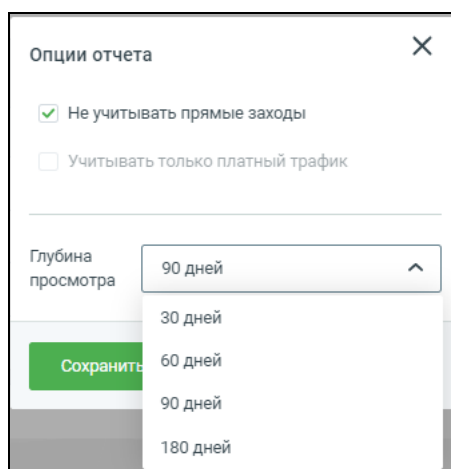 Опции отчета
Не учитывать прямые заходы
Учитывать только платный трафик
Глубина
просмотра
90 дней
30 дней
Сохранить
60 дней
90 дней
180 дней